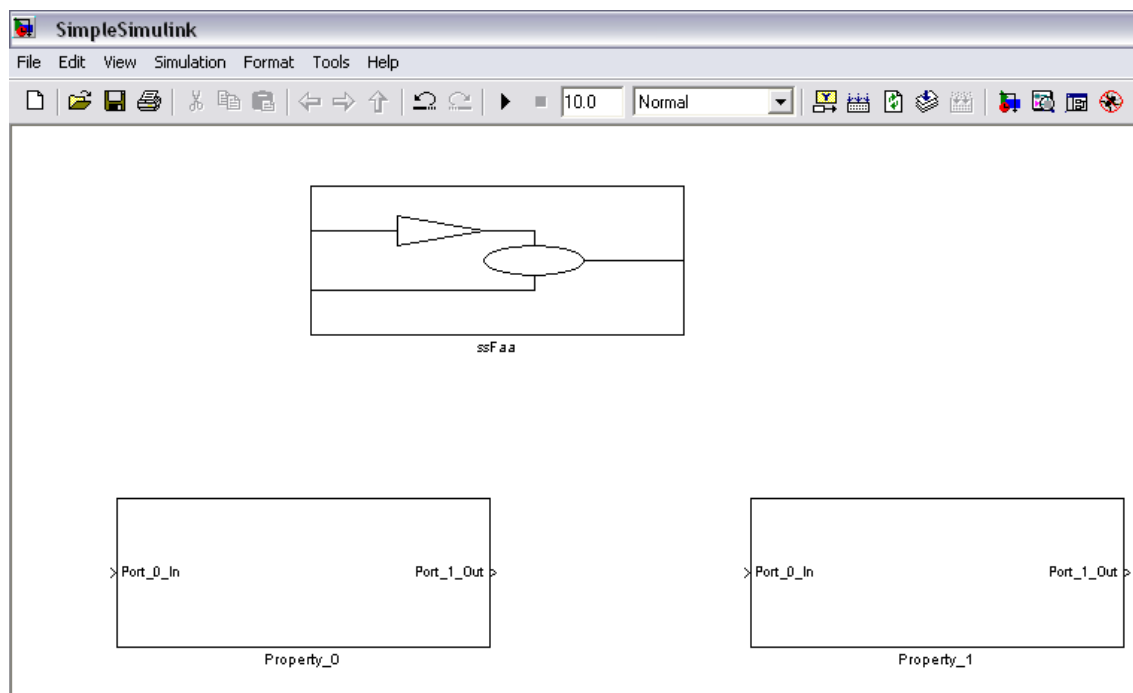 SimpleSimulink
File Edit View Simulation Format Tools Help
10.0 Normal
ssFaa
Port_0_In Port_1_Out Port_0_In Port_1_Out
Property_0 Property_1